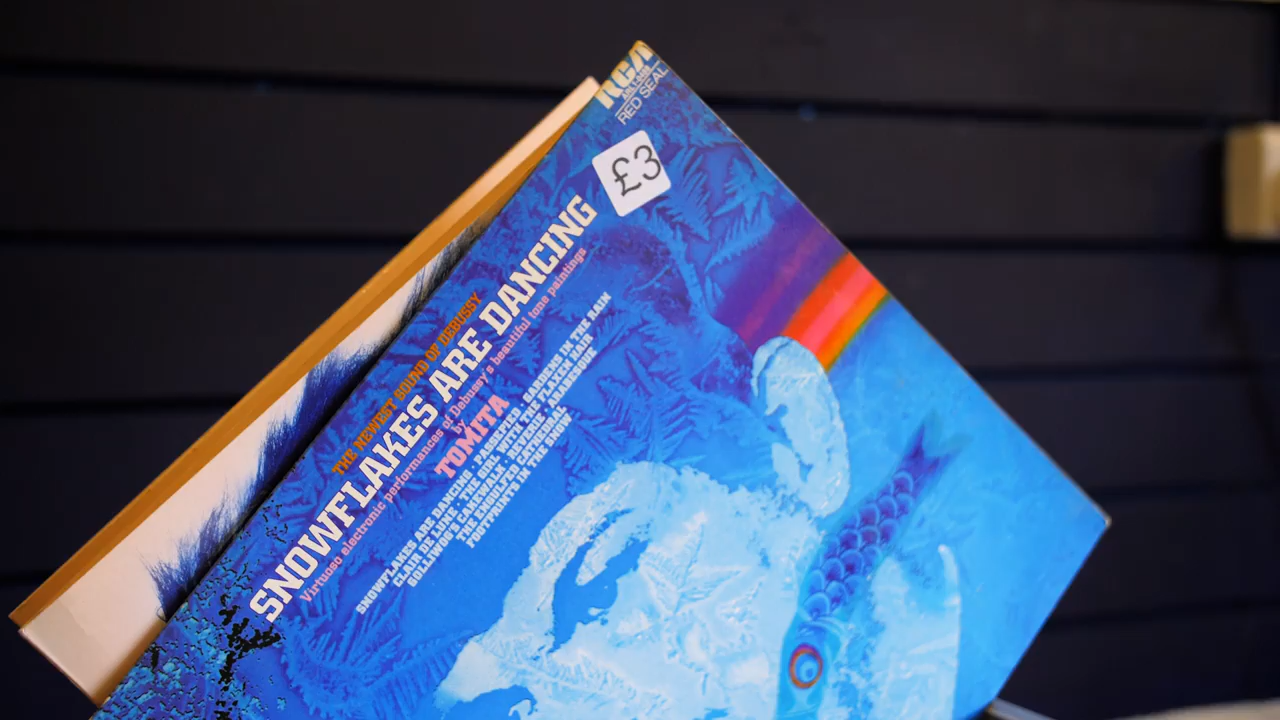 RCA
RED SEAL
£3
THE NEWEST SOUND OF DEBUSSY
SNOWFLAKES ARE DANCING
Virtuoso electronic performances of Debussy's beautiful tone paintings
by
TOMITA
SNOWFLAKES ARE DANCING · PASSEPIED · GARDENS IN THE RAIN
CLAIR DE LUNE · THE GIRL WITH THE FLAXEN HAIR
GOLLIWOG'S CAKEWALK · REVERIE · ARABESQUE
THE ENGULFED CATHEDRAL
FOOTPRINTS IN THE SNOW